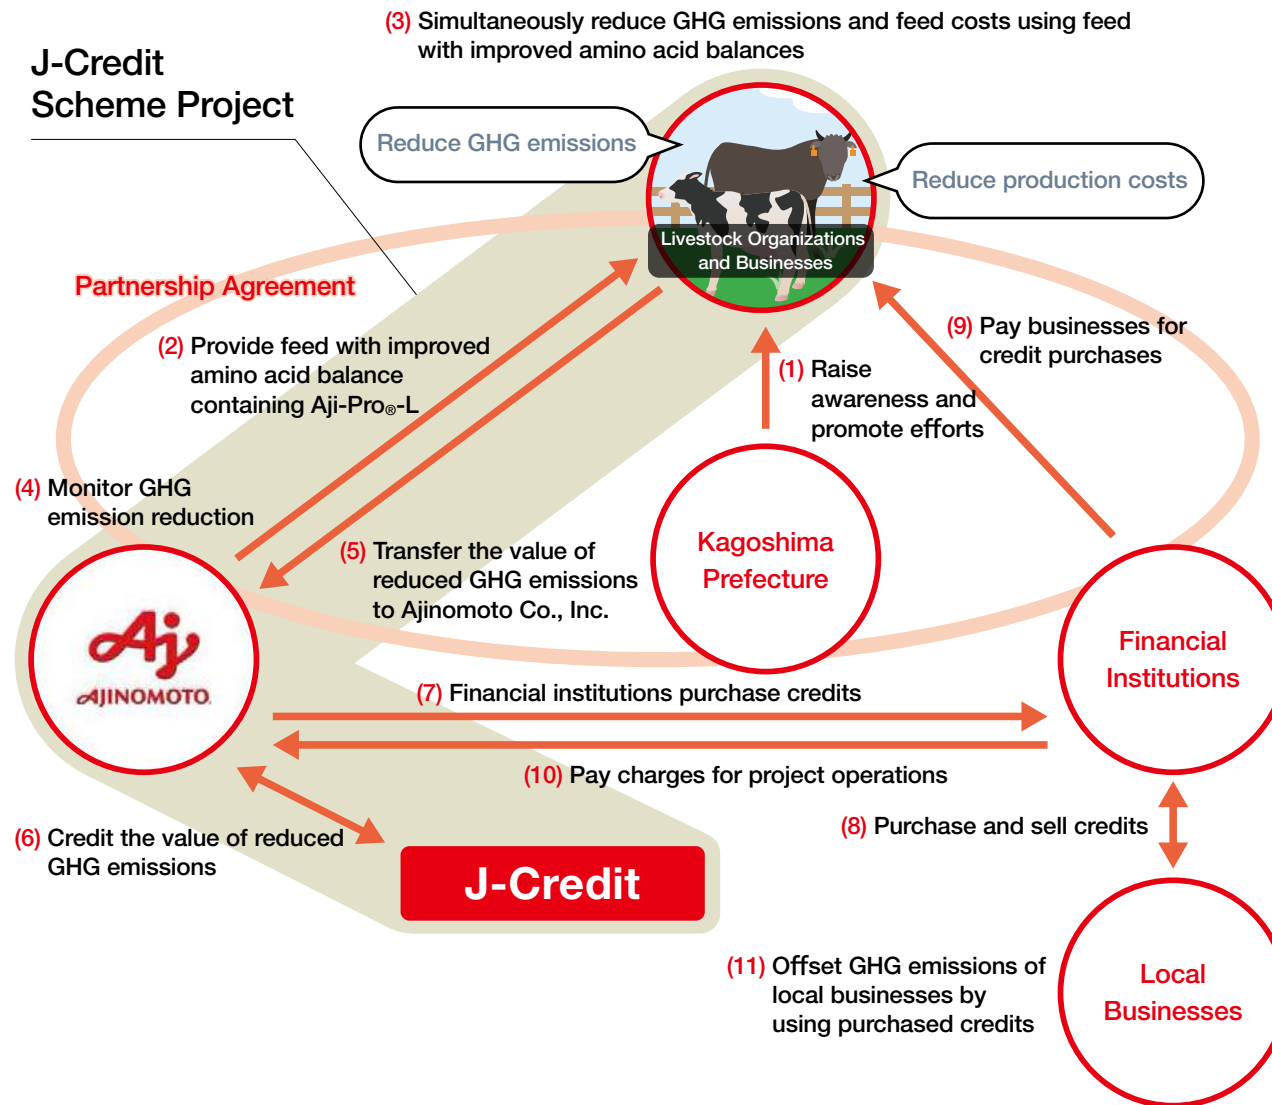 (3) Simultaneously reduce GHG emissions and feed costs using feed
with improved amino acid balances
J-Credit
Scheme Project
Reduce GHG emissions
Reduce production costs
Livestock Organizations
and Businesses
Partnership Agreement
(2) Provide feed with improved
amino acid balance
containing Aji-Pro®-L
(9) Pay businesses for
credit purchases
(1) Raise
awareness and
promote efforts
(4) Monitor GHG
emission reduction
(5) Transfer the value of
reduced GHG emissions
to Ajinomoto Co., Inc.
Kagoshima
Prefecture
Aj
AJINOMOTO.
Financial
Institutions
(7) Financial institutions purchase credits
(10) Pay charges for project operations
(6) Credit the value of reduced
GHG emissions
(8) Purchase and sell credits
J-Credit
(11) Offset GHG emissions of
local businesses by
using purchased credits
Local
Businesses